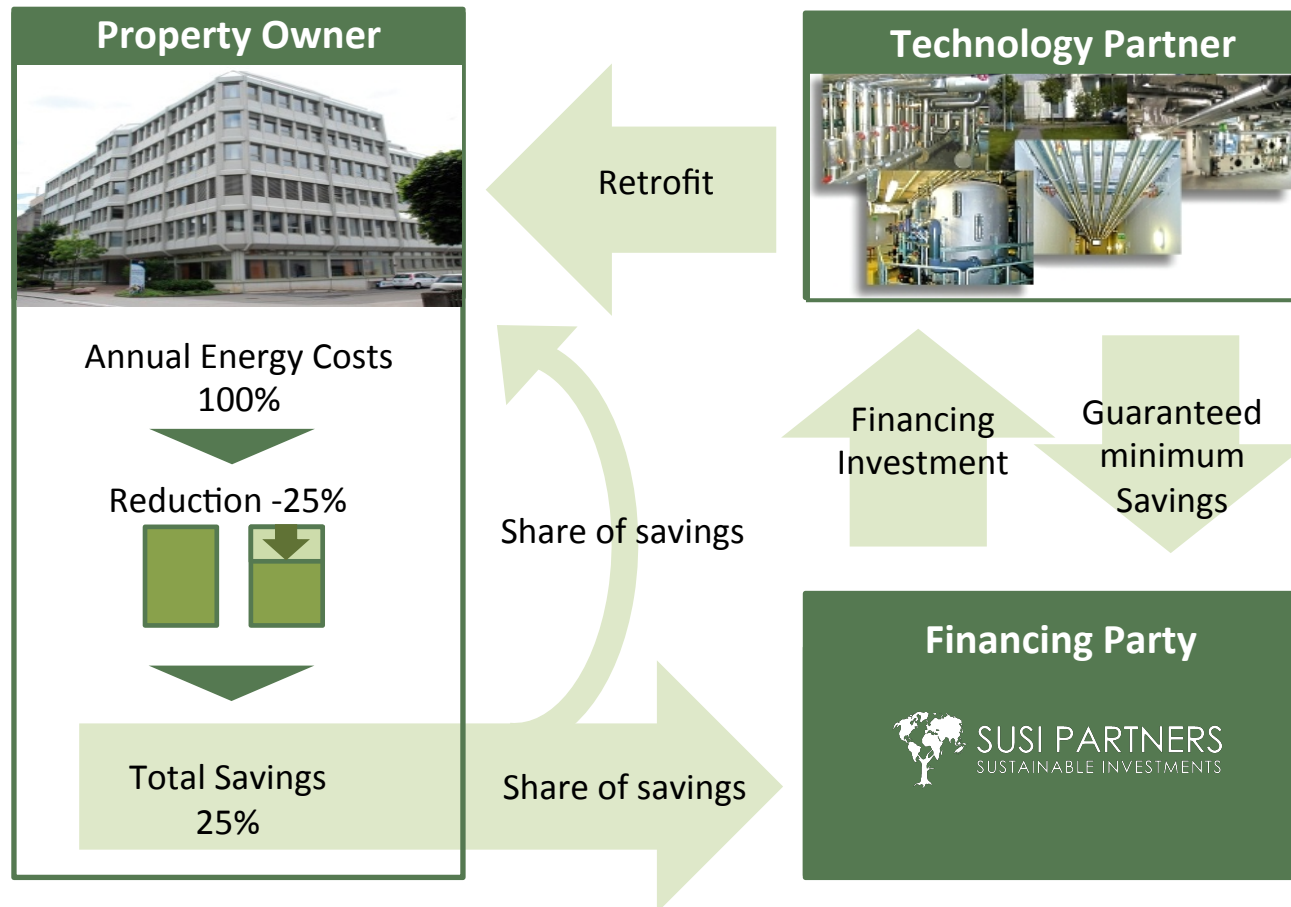 Property Owner
Technology Partner
Retrofit
Annual Energy Costs
100%
Reduction -25%
Total Savings
25%
Share of savings
Share of savings
Financing
Investment
Guaranteed
minimum
Savings
Financing Party
SUSI PARTNERS
SUSTAINABLE INVESTMENTS